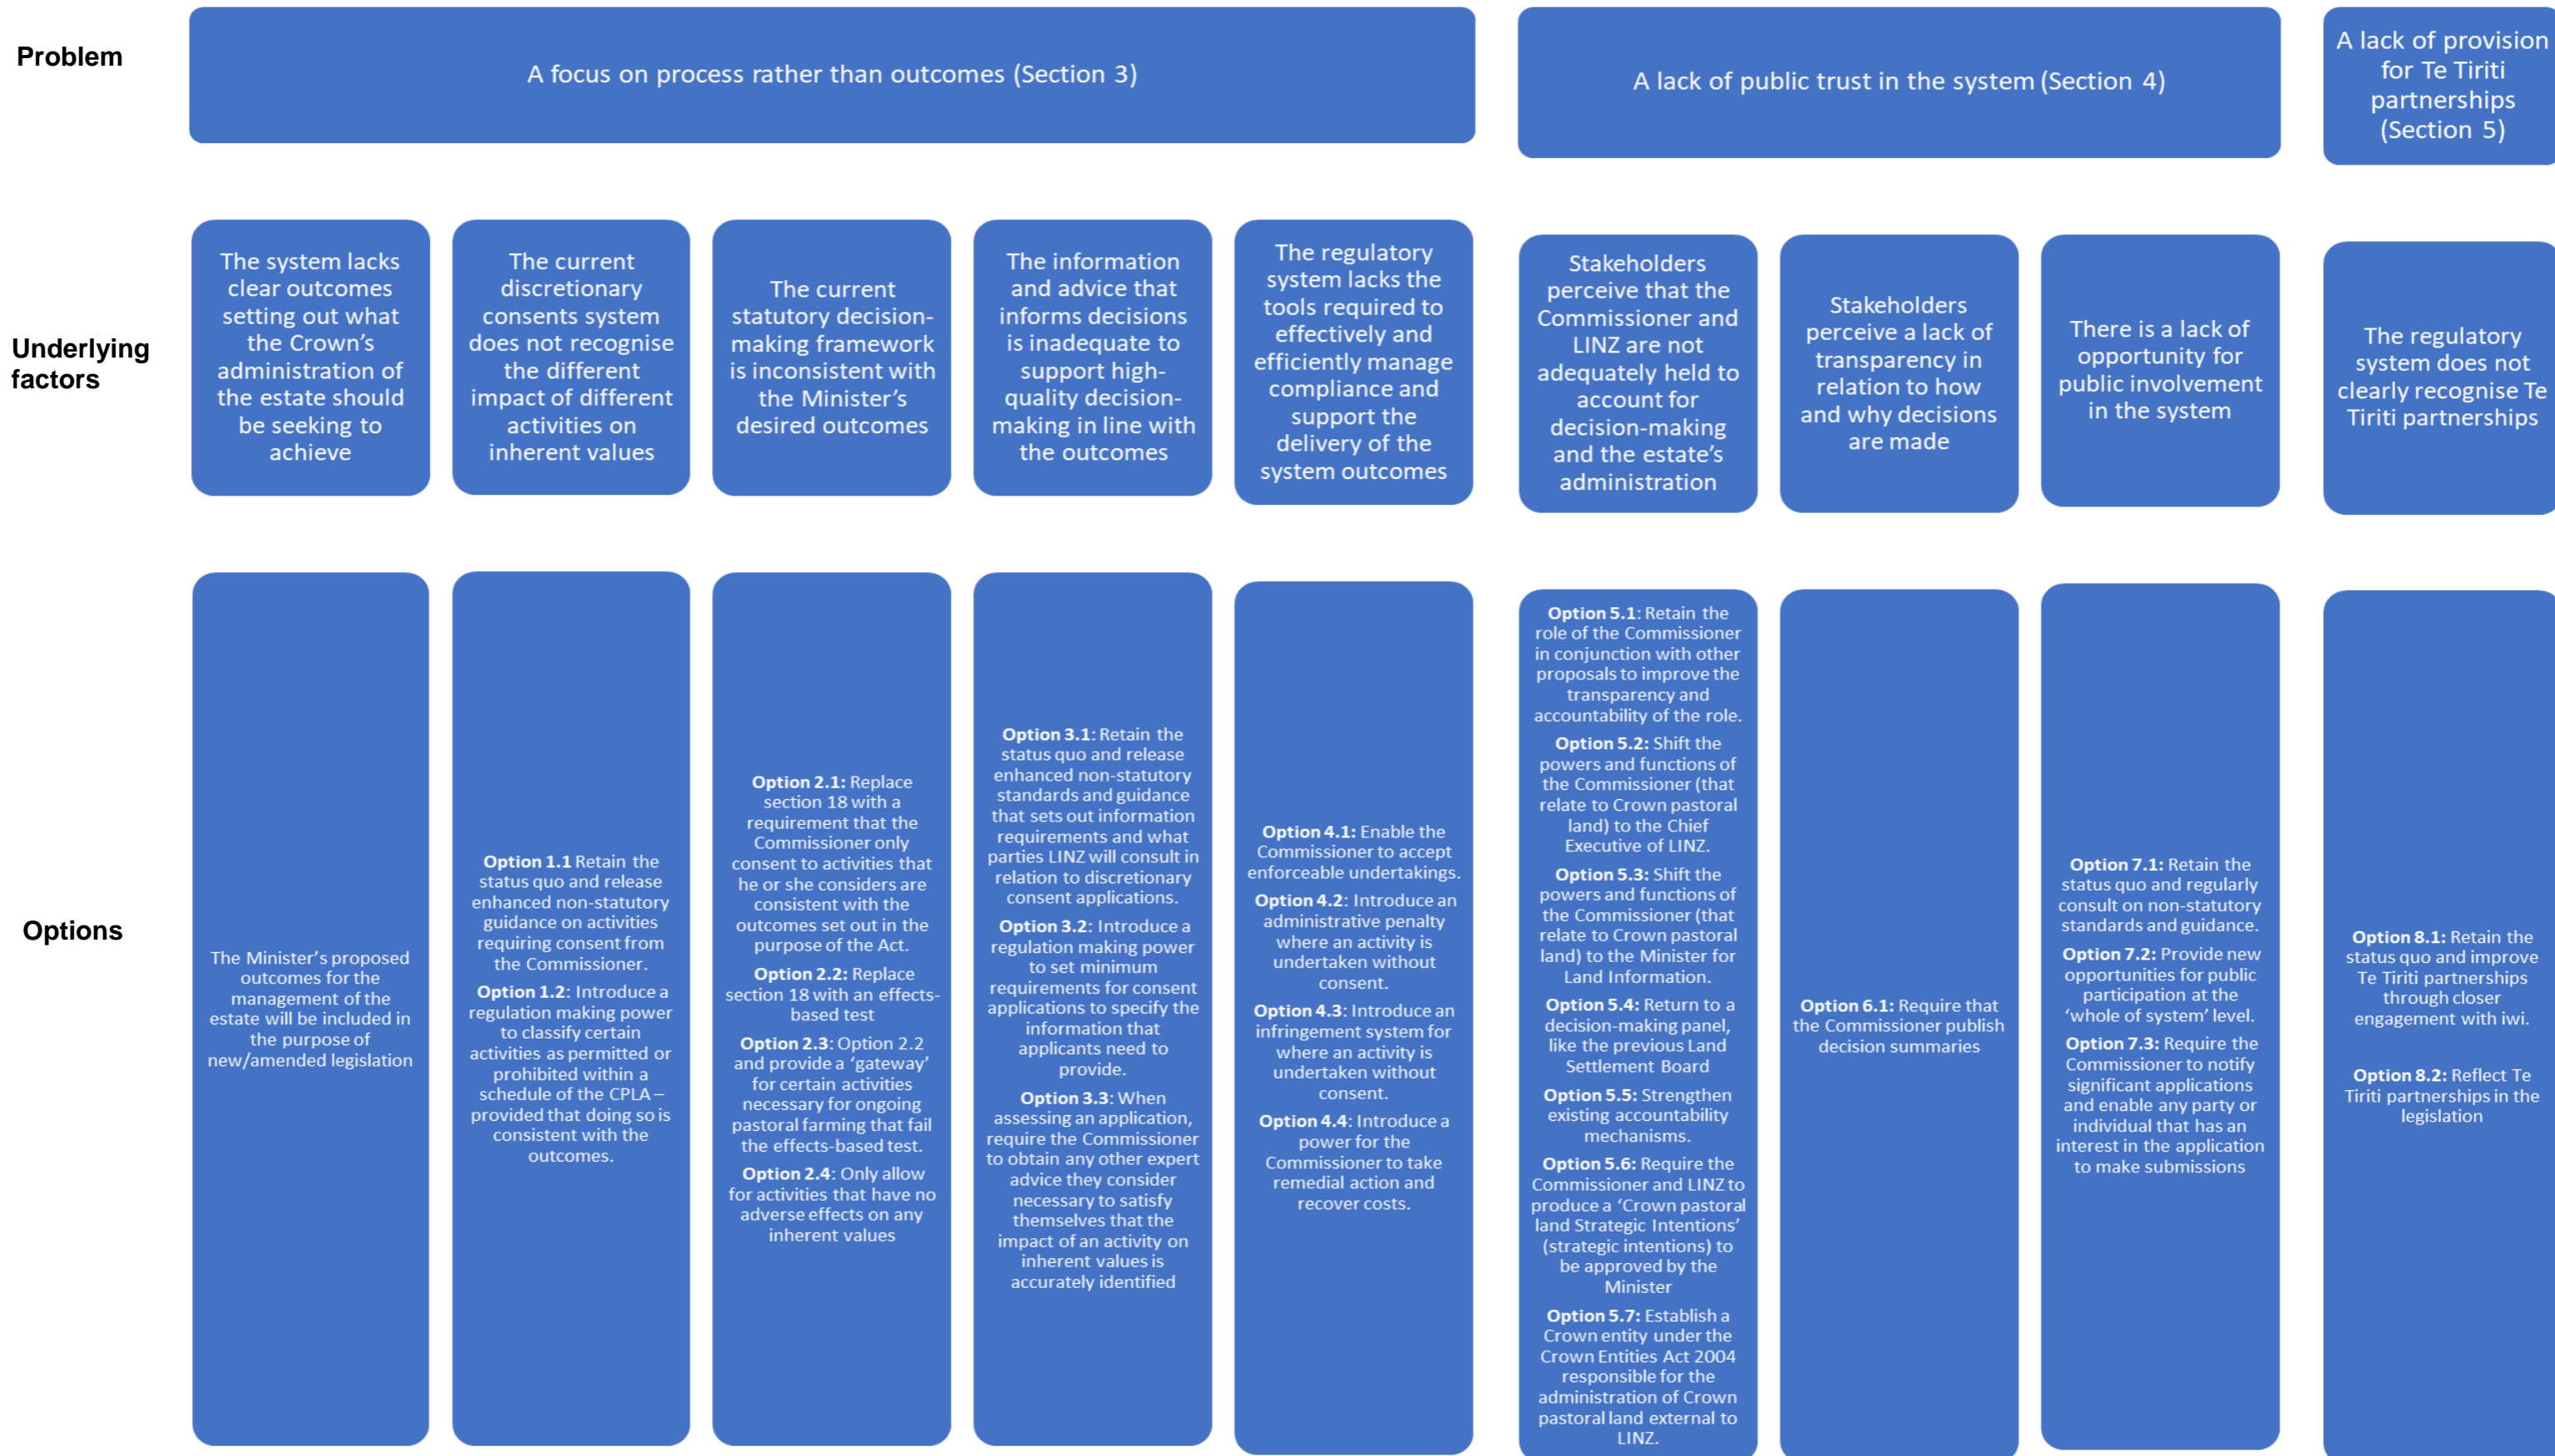 Problem
A focus on process rather than outcomes (Section 3)
A lack of public trust in the system (Section 4)
A lack of provision
for Te Tiriti
partnerships
(Section 5)
Underlying
factors
The system lacks
clear outcomes
setting out what
the Crown's
administration of
the estate should
be seeking to
achieve
The current
discretionary
consents system
does not recognise
the different
impact of different
activities on
inherent values
The current
statutory decision-
making framework
is inconsistent with
the Minister's
desired outcomes
The information
and advice that
informs decisions
is inadequate to
support high-
quality decision-
making in line with
the outcomes
The regulatory
system lacks the
tools required to
effectively and
efficiently manage
compliance and
support the
delivery of the
system outcomes
Stakeholders
perceive that the
Commissioner and
LINZ are not
adequately held to
account for
decision-making
and the estate's
administration
Stakeholders
perceive a lack of
transparency in
relation to how
and why decisions
are made
There is a lack of
opportunity for
public involvement
in the system
The regulatory
system does not
clearly recognise Te
Tiriti partnerships
Options
The Minister's proposed
outcomes for the
management of the
estate will be included in
the purpose of
new/amended legislation
Option 1.1 Retain the
status quo and release
enhanced non-statutory
guidance on activities
requiring consent from
the Commissioner.
Option 1.2: Introduce a
regulation making power
to classify certain
activities as permitted or
prohibited within a
schedule of the CPLA –
provided that doing so is
consistent with the
outcomes.
Option 2.1: Replace
section 18 with a
requirement that the
Commissioner only
consent to activities that
he or she considers are
consistent with the
outcomes set out in the
purpose of the Act.
Option 2.2: Replace
section 18 with an effects-
based test
Option 2.3: Option 2.2
and provide a 'gateway'
for certain activities
necessary for ongoing
pastoral farming that fail
the effects-based test.
Option 2.4: Only allow
for activities that have no
adverse effects on any
inherent values
Option 3.1: Retain the
status quo and release
enhanced non-statutory
standards and guidance
that sets out information
requirements and what
parties LINZ will consult in
relation to discretionary
consent applications.
Option 3.2: Introduce a
regulation making power
to set minimum
requirements for consent
applications to specify the
information that
applicants need to
provide.
Option 3.3: When
assessing an application,
require the Commissioner
to obtain any other expert
advice they consider
necessary to satisfy
themselves that the
impact of an activity on
inherent values is
accurately identified
Option 4.1: Enable the
Commissioner to accept
enforceable undertakings.
Option 4.2: Introduce an
administrative penalty
where an activity is
undertaken without
consent.
Option 4.3: Introduce an
infringement system for
where an activity is
undertaken without
consent.
Option 4.4: Introduce a
power for the
Commissioner to take
remedial action and
recover costs.
Option 5.1: Retain the
role of the Commissioner
in conjunction with other
proposals to improve the
transparency and
accountability of the role.
Option 5.2: Shift the
powers and functions of
the Commissioner (that
relate to Crown pastoral
land) to the Chief
Executive of LINZ.
Option 5.3: Shift the
powers and functions of
the Commissioner (that
relate to Crown pastoral
land) to the Minister for
Land Information.
Option 5.4: Return to a
decision-making panel,
like the previous Land
Settlement Board
Option 5.5: Strengthen
existing accountability
mechanisms.
Option 5.6: Require the
Commissioner and LINZ to
produce a 'Crown pastoral
land Strategic Intentions'
(strategic intentions) to
be approved by the
Minister
Option 5.7: Establish a
Crown entity under the
Crown Entities Act 2004
responsible for the
administration of Crown
pastoral land external to
LINZ.
Option 6.1: Require that
the Commissioner publish
decision summaries
Option 7.1: Retain the
status quo and regularly
consult on non-statutory
standards and guidance.
Option 7.2: Provide new
opportunities for public
participation at the
'whole of system' level.
Option 7.3: Require the
Commissioner to notify
significant applications
and enable any party or
individual that has an
interest in the application
to make submissions
Option 8.1: Retain the
status quo and improve
Te Tiriti partnerships
through closer
engagement with iwi.
Option 8.2: Reflect Te
Tiriti partnerships in the
legislation